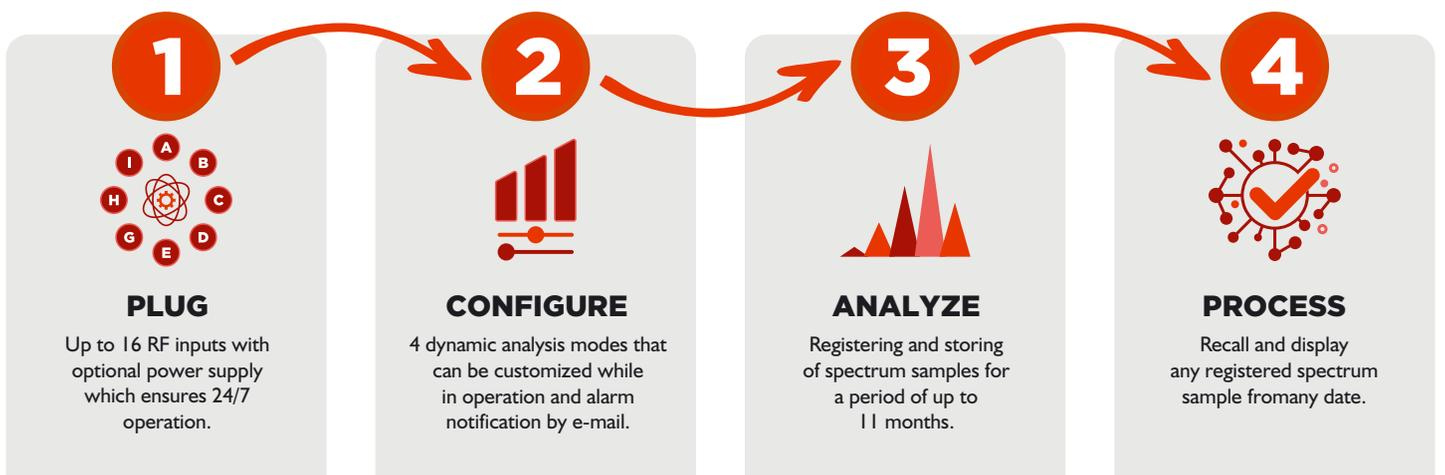 1
2
3
4
A
B
C
D
E
G
H
I
PLUG
Up to 16 RF inputs with
optional power supply
which ensures 24/7
operation.
CONFIGURE
4 dynamic analysis modes that
can be customized while
in operation and alarm
notification by e-mail.
ANALYZE
Registering and storing
of spectrum samples for
a period of up to
11 months.
PROCESS
Recall and display
any registered spectrum
sample fromany date.